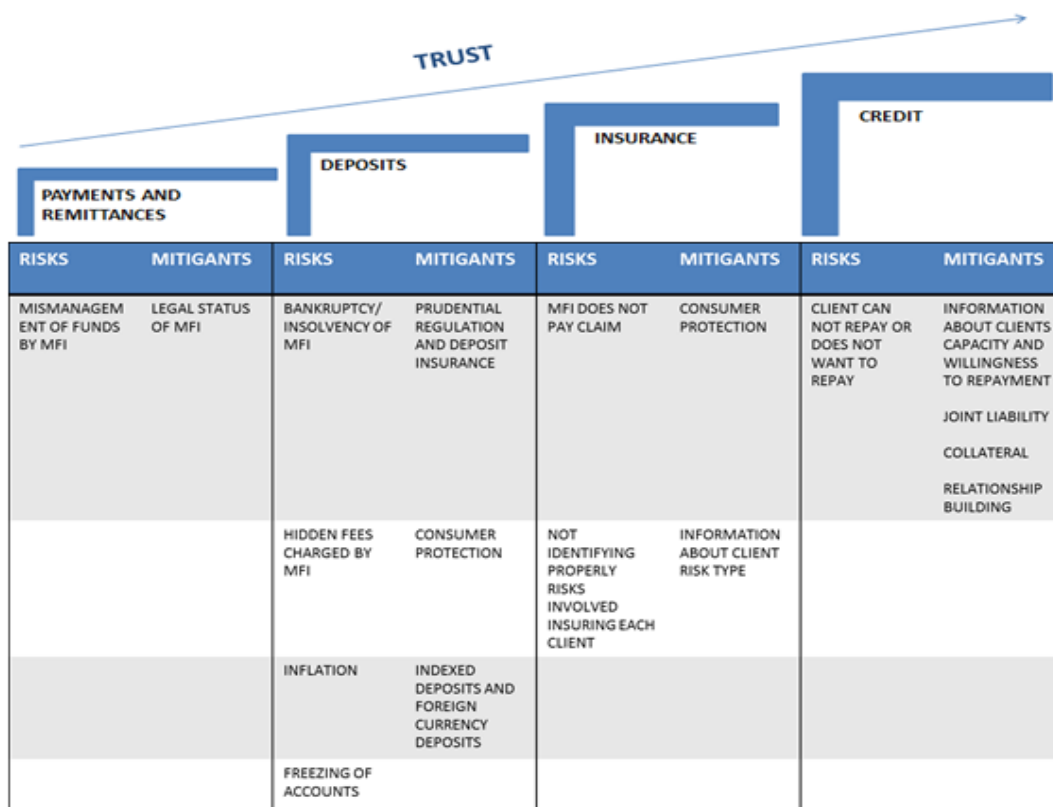 TRUST
PAYMENTS AND
REMITTANCES
DEPOSITS
INSURANCE
CREDIT
RISKS MITIGANTS RISKS MITIGANTS RISKS MITIGANTS RISKS MITIGANTS
MISMANAGEM
ENT OF FUNDS
BY MFI
LEGAL STATUS
OF MFI
BANKRUPTCY/
INSOLVENCY OF
MFI
PRUDENTIAL
REGULATION
AND DEPOSIT
INSURANCE
MFI DOES NOT
PAY CLAIM
CONSUMER
PROTECTION
CLIENT CAN
NOT REPAY OR
DOES NOT
WANT TO
REPAY
INFORMATION
ABOUT CLIENTS
CAPACITY AND
WILLINGNESS
TO REPAYMENT
JOINT LIABILITY
COLLATERAL
RELATIONSHIP
BUILDING
HIDDEN FEES
CHARGED BY
MFI
CONSUMER
PROTECTION
NOT
IDENTIFYING
PROPERLY
RISKS
INVOLVED
INSURING EACH
CLIENT
INFORMATION
ABOUT CLIENT
RISK TYPE
INFLATION
INDEXED
DEPOSITS AND
FOREIGN
CURRENCY
DEPOSITS
FREEZING OF
ACCOUNTS